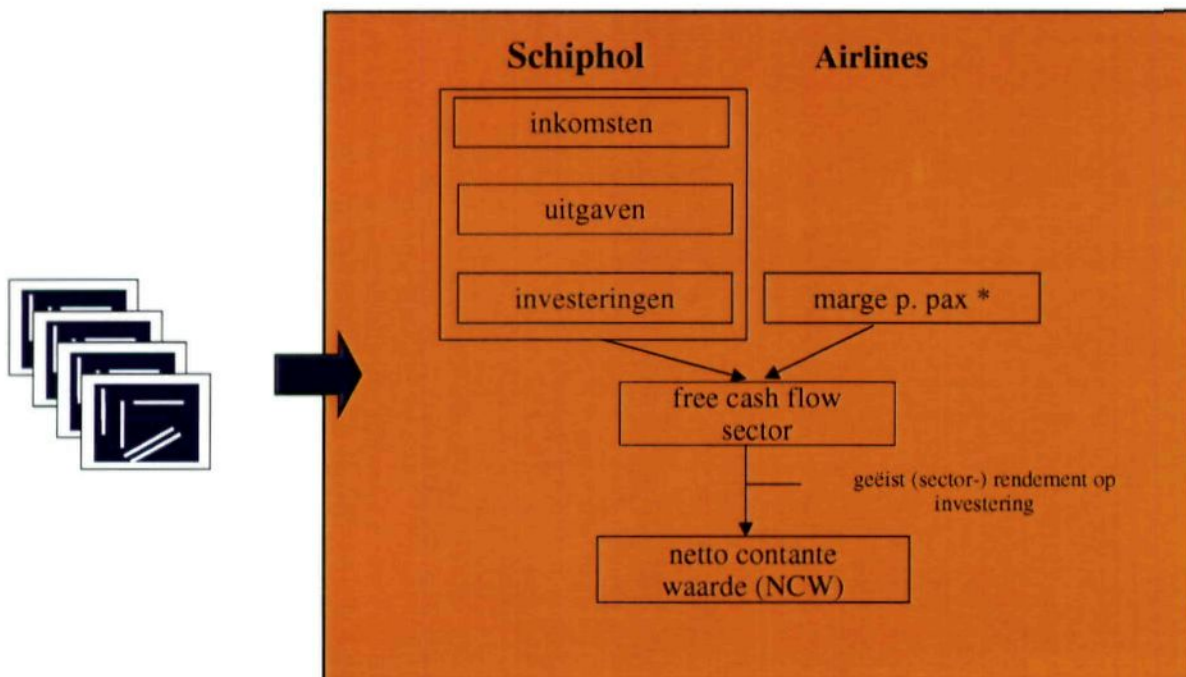 Schiphol
Airlines
inkomsten
uitgaven
investeringen
marge p. pax *
free cash flow
sector
geëist (sector-) rendement op
investering
netto contante
waarde (NCW)